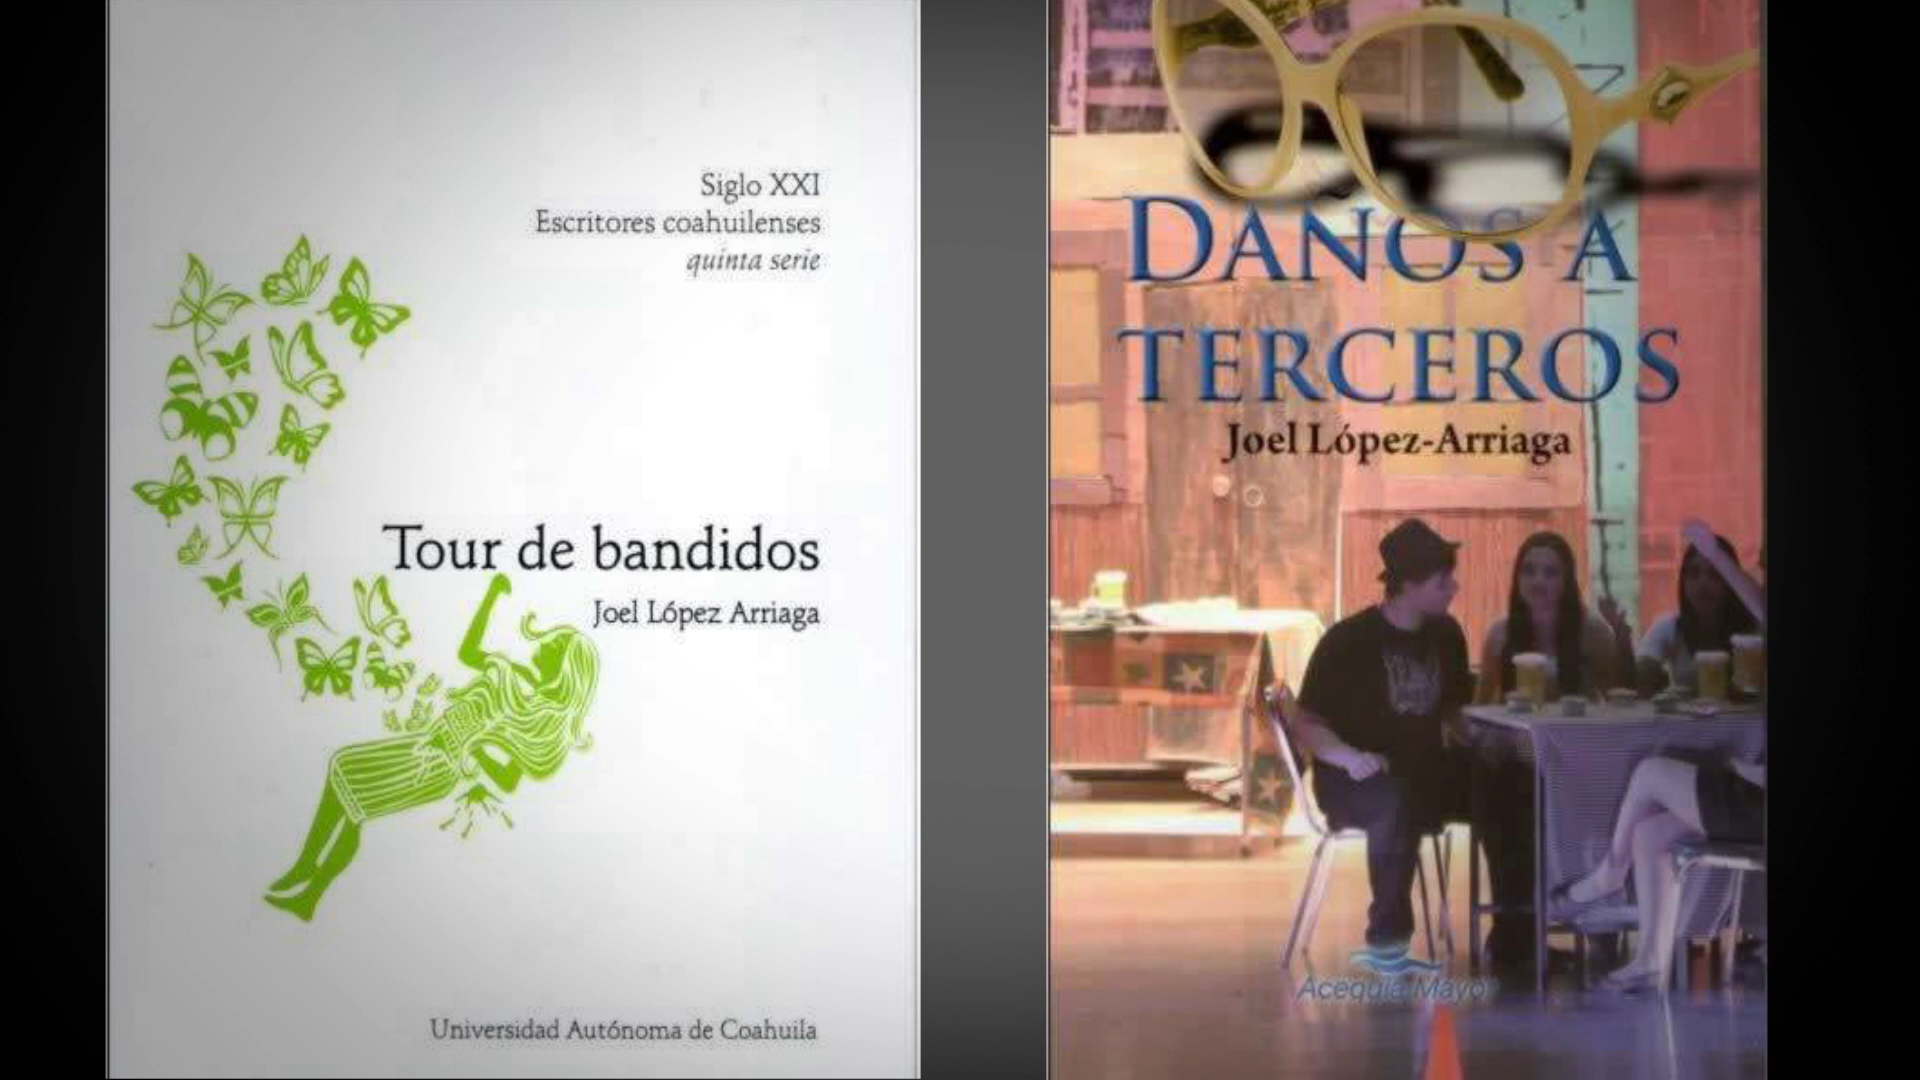 Siglo XXI
Escritores coahuilenses
quinta serie
Tour de bandidos
Joel López Arriaga
Universidad Autónoma de Coahuila
DAÑOS A
TERCEROS
Joel López-Arriaga
Acequia Mayor